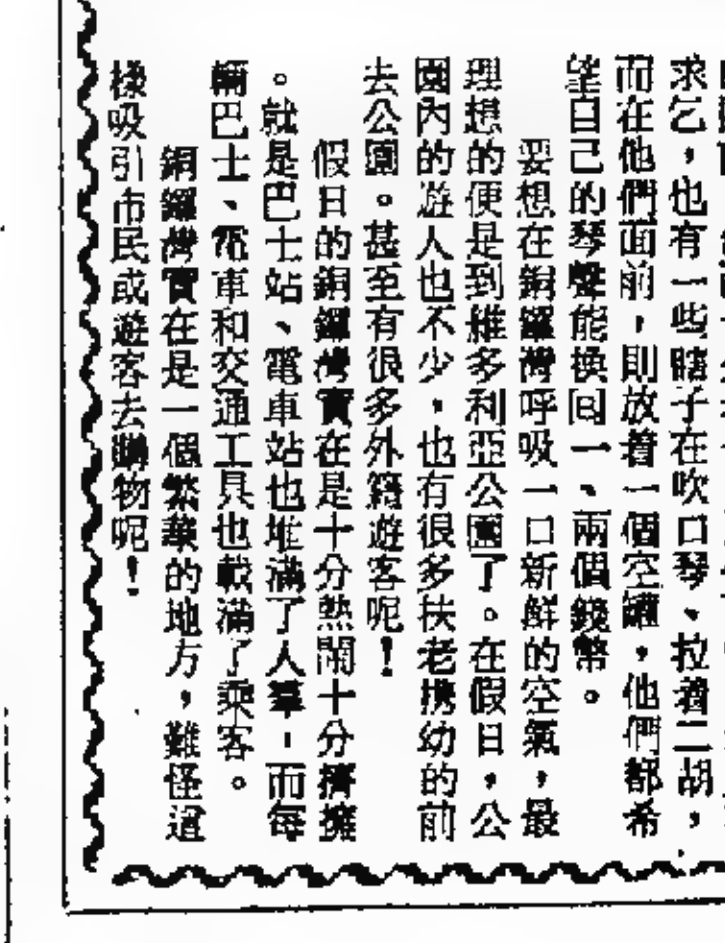 求乞，也有一些瞎子在吹口琴、拉着二胡，
而在他們面前，則放着一個空罐，他們都希
望自己的琴聲能換回一、兩個錢幣。
要想在銅鑼灣呼吸一口新鮮的空氣，最
理想的便是到維多利亞公園了。在假日，公
園內的遊人也不少，也有很多扶老携幼的前
去公園。甚至有很多外籍遊客呢！
假日的銅鑼灣實在是十分熱鬧十分擠擁
。就是巴士站、電車站也堆滿了人羣，而每
輛巴士、電車和交通工具也載滿了乘客。
銅鑼灣實在是一個繁華的地方，難怪這
樣吸引市民或遊客去購物呢！